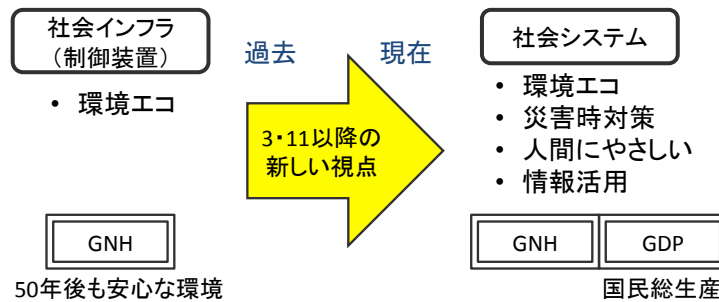 社会インフラ
（制御装置）
・ 環境エコ
過去
現在
3・11以降の
新しい視点
社会システム
・ 環境エコ
・ 災害時対策
・ 人間にやさしい
・ 情報活用
GNH
50年後も安心な環境
GNH
GDP
国民総生産